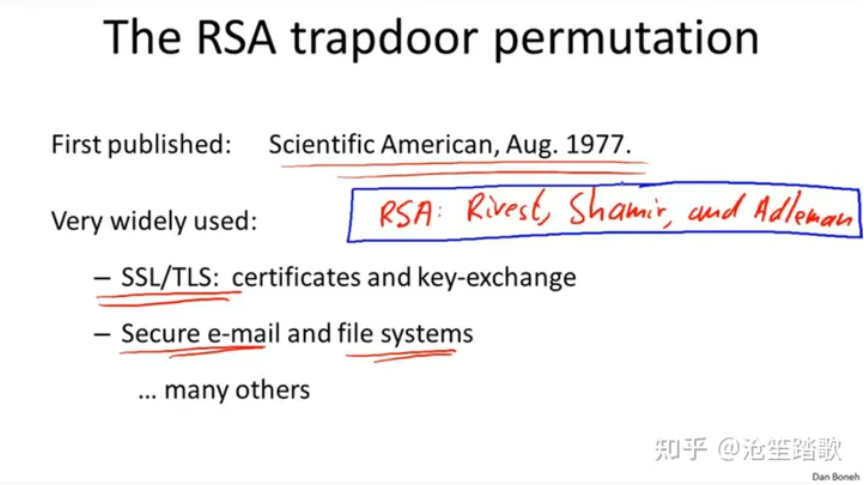 The RSA trapdoor permutation
First published: Scientific American, Aug. 1977.
RSA: Rivest, Shamir, and Adleman
Very widely used:
– SSL/TLS: certificates and key-exchange
– Secure e-mail and file systems
… many others
知乎 @沧笙踏歌
Dan Boneh